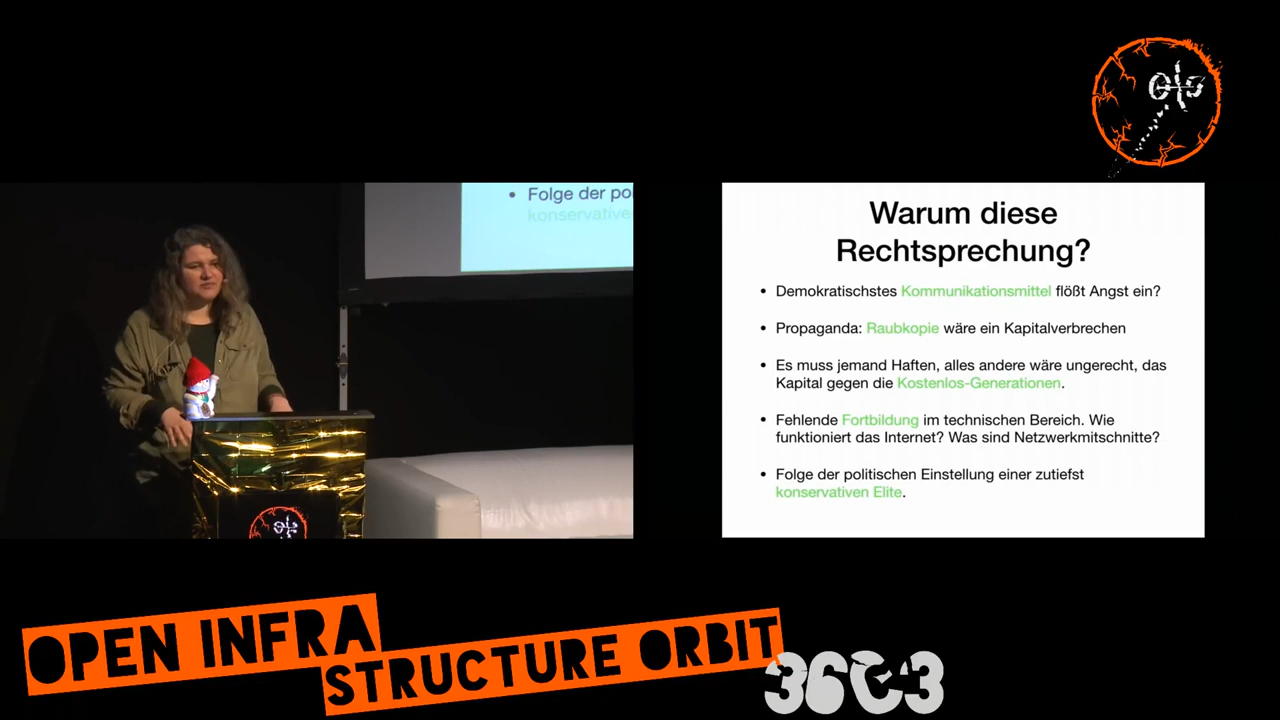 OIO
Folge der po
konservative
Warum diese
Rechtsprechung?
• Demokratischstes Kommunikationsmittel flößt Angst ein?
• Propaganda: Raubkopie wäre ein Kapitalverbrechen
• Es muss jemand Haften, alles andere wäre ungerecht, das
Kapital gegen die Kostenlos-Generationen.
• Fehlende Fortbildung im technischen Bereich. Wie
funktioniert das Internet? Was sind Netzwerkmitschnitte?
• Folge der politischen Einstellung einer zutiefst
konservativen Elite.
OIO
OPEN INFRA
STRUCTURE ORBIT
36C3